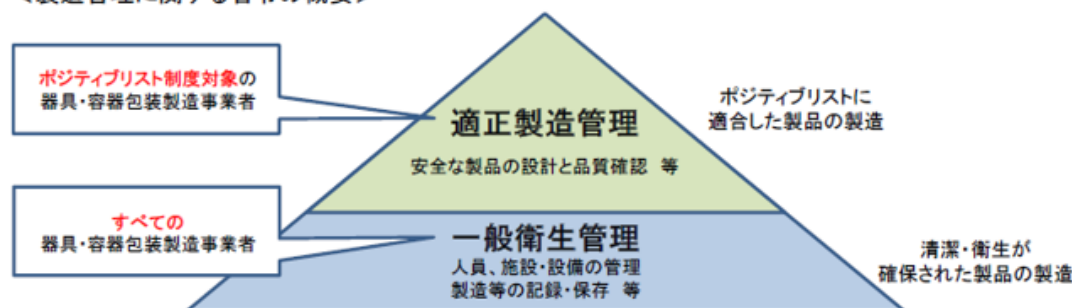 ポジティブリスト制度対象の
器具・容器包装製造事業者
適正製造管理
安全な製品の設計と品質確認 等
ポジティブリストに
適合した製品の製造
すべての
器具・容器包装製造事業者
一般衛生管理
人員、施設・設備の管理
製造等の記録・保存 等
清潔・衛生が
確保された製品の製造